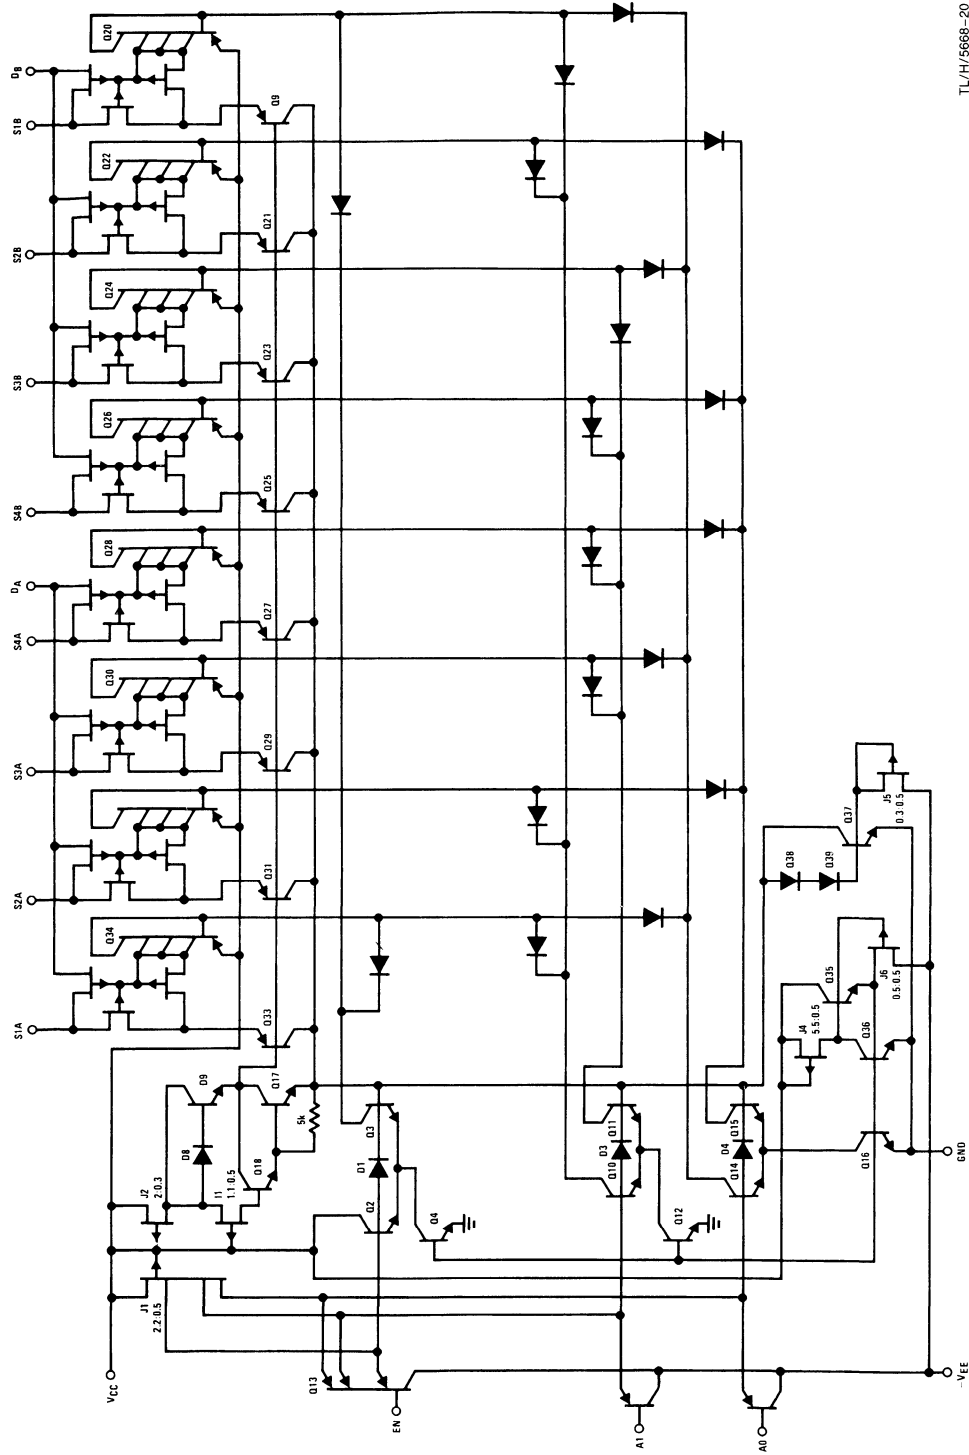 TL/H/5668-20
DB
S1B
Q20
Q9
S2B
Q22
Q21
S3B
Q24
Q23
S4B
Q26
Q25
DA
S4A
Q28
Q27
S3A
Q30
Q29
S2A
Q31
S1A
Q34
Q33
D9
Q17
5k
D8
Q18
J2
2:0.3
I1
1.1:0.5
J1
2.2:0.5
VCC
Q3
D1
Q2
Q4
Q13
EN
Q11
D3
Q10
Q12
A1
Q15
D4
Q14
A0
Q16
Q38
Q39
Q37
J5
0.3:0.5
Q35
J4
5.5:0.5
J6
0.5:0.5
Q36
GND
-VEE